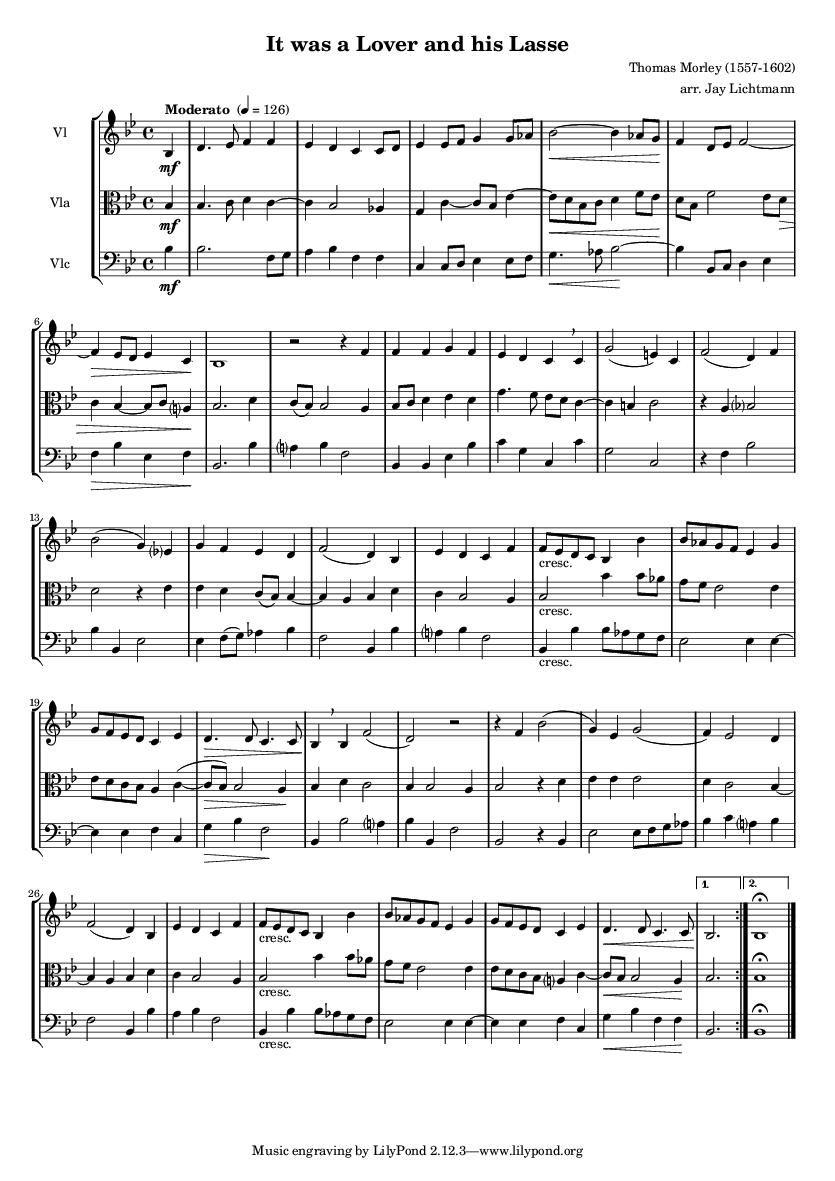 It was a Lover and his Lasse
Thomas Morley (1557-1602)
arr. Jay Lichtmann
Moderato (♩ = 126)
Vl
mf
Vla
mf
Vlc
mf
6
13
cresc.
cresc.
cresc.
19
26
1.
2.
cresc.
cresc.
cresc.
Music engraving by LilyPond 2.12.3—www.lilypond.org